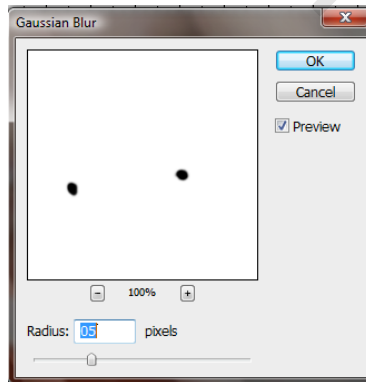 Gaussian Blur
OK
Cancel
Preview
100%
Radius: 05 pixels